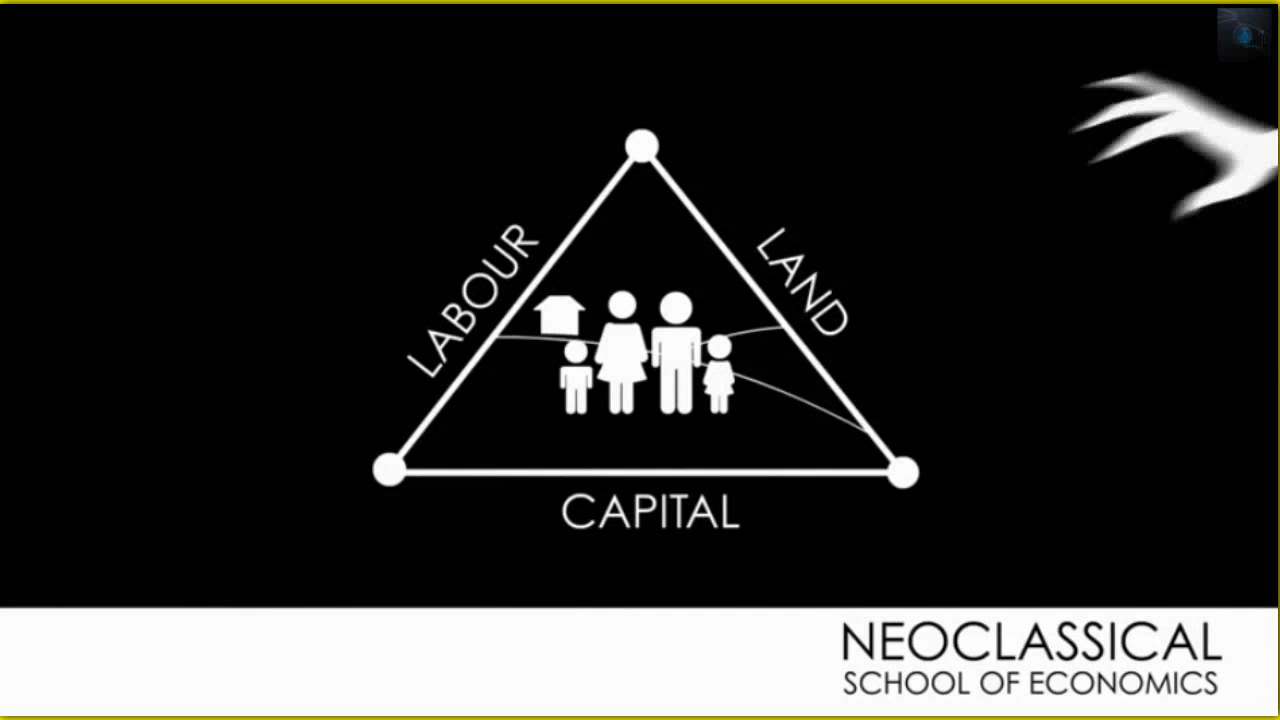 LABOUR
LAND
CAPITAL
NEOCLASSICAL
SCHOOL OF ECONOMICS